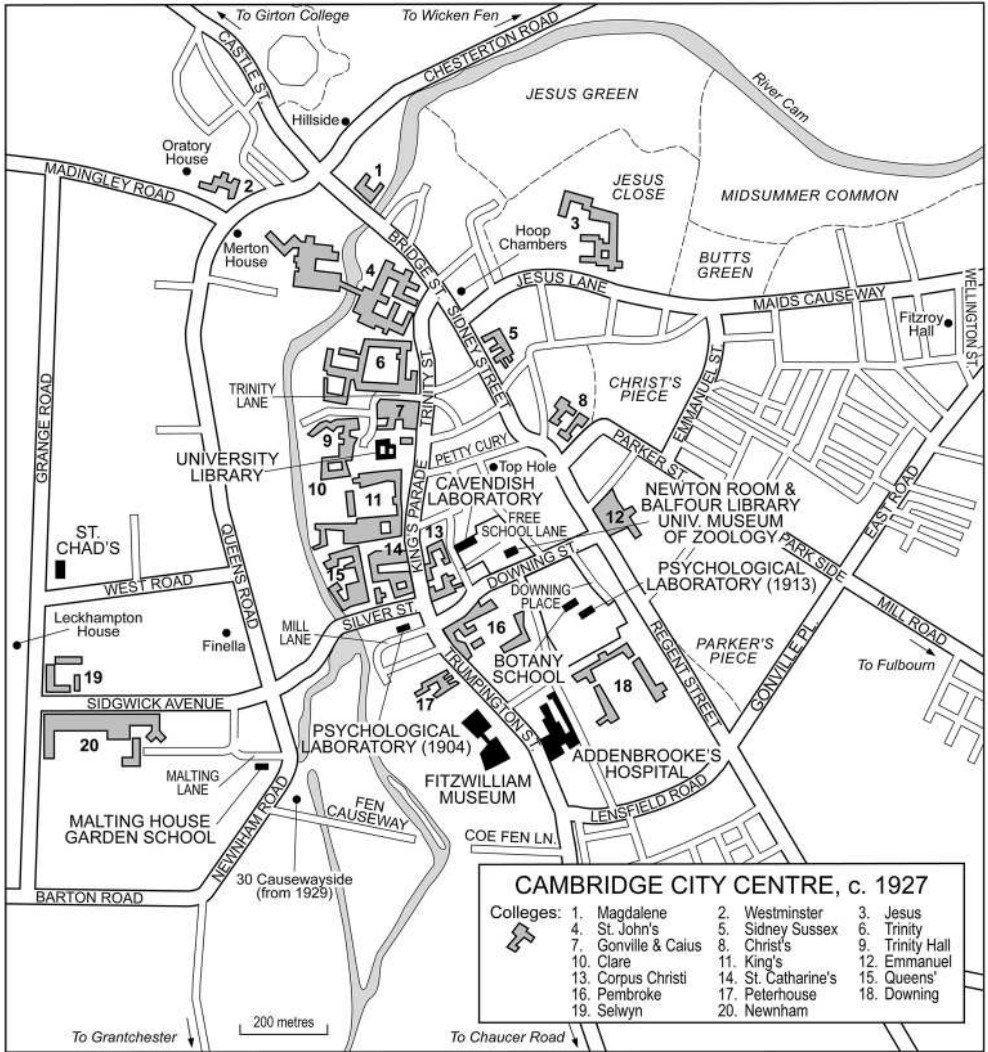 To Girton College
To Wicken Fen
CASTLE ST.
CHESTERTON ROAD
River Cam
JESUS GREEN
Hillside
Oratory
House
MADINGLEY ROAD
2
1
JESUS
CLOSE
MIDSUMMER COMMON
3
Merton
House
BRIDGE ST.
Hoop
Chambers
BUTTS
GREEN
4
JESUS LANE
MAIDS CAUSEWAY
WELLINGTON ST.
SIDNEY STREET
5
Fitzroy
Hall
6
TRINITY ST.
EMMANUEL ST.
GRANGE ROAD
TRINITY
LANE
CHRIST'S
PIECE
7
8
9
PETTY CURY
PARKER ST.
UNIVERSITY
LIBRARY
Top Hole
10
KING'S PARADE
CAVENDISH
LABORATORY
NEWTON ROOM &
BALFOUR LIBRARY
UNIV. MUSEUM
OF ZOOLOGY
EAST ROAD
11
12
QUEENS ROAD
FREE
SCHOOL LANE
13
ST.
CHAD'S
PARK SIDE
14
DOWNING ST.
15
PSYCHOLOGICAL
LABORATORY (1913)
WEST ROAD
SILVER ST.
DOWNING
PLACE
MILL ROAD
Leckhampton
House
MILL
LANE
16
Finella
REGENT STREET
PARKER'S
PIECE
To Fulbourn
BOTANY
SCHOOL
GONVILLE PL.
19
18
TRUMPINGTON ST.
17
SIDGWICK AVENUE
20
PSYCHOLOGICAL
LABORATORY (1904)
ADDENBROOKE'S
HOSPITAL
MALTING
LANE
FITZWILLIAM
MUSEUM
LENSFIELD ROAD
MALTING HOUSE
GARDEN SCHOOL
NEWNHAM ROAD
FEN
CAUSEWAY
COE FEN LN.
30 Causewayside
(from 1929)
BARTON ROAD
CAMBRIDGE CITY CENTRE, c. 1927
Colleges:
1. Magdalene 2. Westminster 3. Jesus
4. St. John's 5. Sidney Sussex 6. Trinity
7. Gonville & Caius 8. Christ's 9. Trinity Hall
10. Clare 11. King's 12. Emmanuel
13. Corpus Christi 14. St. Catharine's 15. Queens'
16. Pembroke 17. Peterhouse 18. Downing
19. Selwyn 20. Newnham
200 metres
To Grantchester
To Chaucer Road